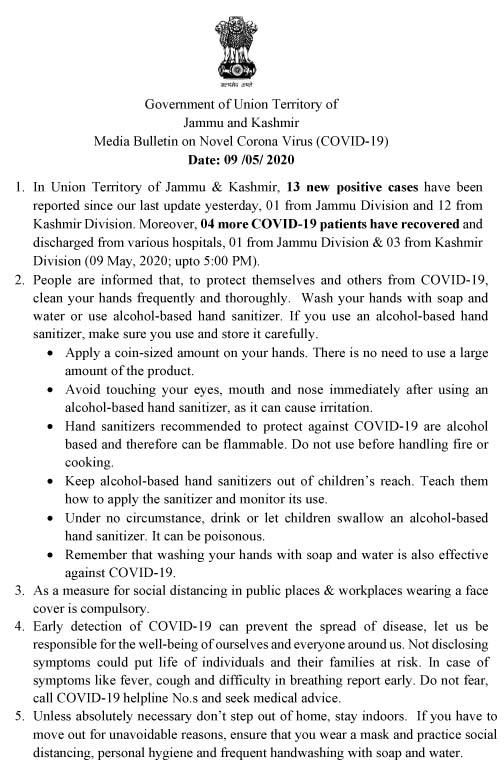 सत्यमेव जयते
Government of Union Territory of
Jammu and Kashmir
Media Bulletin on Novel Corona Virus (COVID-19)
Date: 09 /05/ 2020
1. In Union Territory of Jammu & Kashmir, 13 new positive cases have been
reported since our last update yesterday, 01 from Jammu Division and 12 from
Kashmir Division. Moreover, 04 more COVID-19 patients have recovered and
discharged from various hospitals, 01 from Jammu Division & 03 from Kashmir
Division (09 May, 2020; upto 5:00 PM).
2. People are informed that, to protect themselves and others from COVID-19,
clean your hands frequently and thoroughly. Wash your hands with soap and
water or use alcohol-based hand sanitizer. If you use an alcohol-based hand
sanitizer, make sure you use and store it carefully.
• Apply a coin-sized amount on your hands. There is no need to use a large
amount of the product.
• Avoid touching your eyes, mouth and nose immediately after using an
alcohol-based hand sanitizer, as it can cause irritation.
• Hand sanitizers recommended to protect against COVID-19 are alcohol
based and therefore can be flammable. Do not use before handling fire or
cooking.
• Keep alcohol-based hand sanitizers out of children's reach. Teach them
how to apply the sanitizer and monitor its use.
• Under no circumstance, drink or let children swallow an alcohol-based
hand sanitizer. It can be poisonous.
• Remember that washing your hands with soap and water is also effective
against COVID-19.
3. As a measure for social distancing in public places & workplaces wearing a face
cover is compulsory.
4. Early detection of COVID-19 can prevent the spread of disease, let us be
responsible for the well-being of ourselves and everyone around us. Not disclosing
symptoms could put life of individuals and their families at risk. In case of
symptoms like fever, cough and difficulty in breathing report early. Do not fear,
call COVID-19 helpline No.s and seek medical advice.
5. Unless absolutely necessary don't step out of home, stay indoors. If you have to
move out for unavoidable reasons, ensure that you wear a mask and practice social
distancing, personal hygiene and frequent handwashing with soap and water.